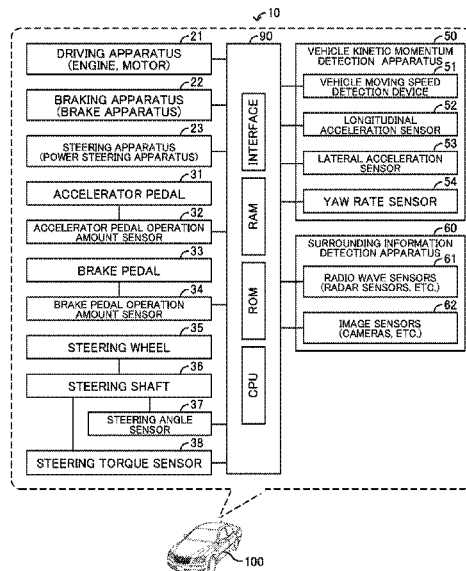 10
21
DRIVING APPARATUS
(ENGINE, MOTOR)
22
BRAKING APPARATUS
(BRAKE APPARATUS)
23
STEERING APPARATUS
(POWER STEERING APPARATUS)
31
ACCELERATOR PEDAL
32
ACCELERATOR PEDAL OPERATION
AMOUNT SENSOR
33
BRAKE PEDAL
34
BRAKE PEDAL OPERATION
AMOUNT SENSOR
35
STEERING WHEEL
36
STEERING SHAFT
37
STEERING ANGLE
SENSOR
38
STEERING TORQUE SENSOR
90
INTERFACE
RAM
ROM
CPU
50
VEHICLE KINETIC MOMENTUM
DETECTION APPARATUS
51
VEHICLE MOVING SPEED
DETECTION DEVICE
52
LONGITUDINAL
ACCELERATION SENSOR
53
LATERAL ACCELERATION
SENSOR
54
YAW RATE SENSOR
60
SURROUNDING INFORMATION
DETECTION APPARATUS
61
RADIO WAVE SENSORS
(RADAR SENSORS, ETC.)
62
IMAGE SENSORS
(CAMERAS, ETC.)
100